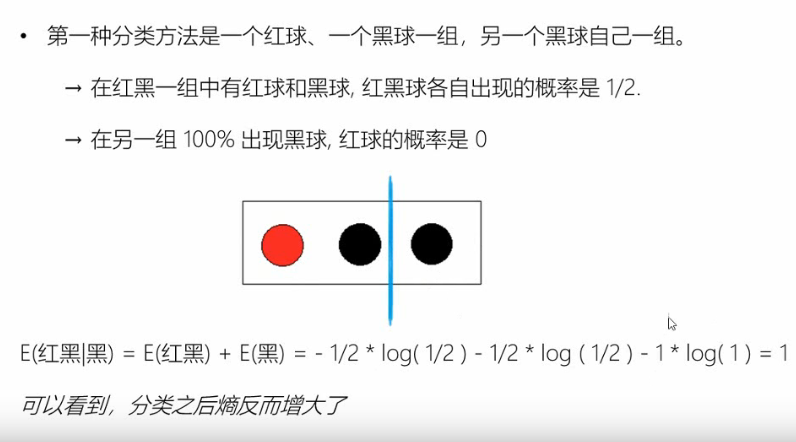 • 第一种分类方法是一个红球、一个黑球一组，另一个黑球自己一组。
→ 在红黑一组中有红球和黑球, 红黑球各自出现的概率是 1/2.
→ 在另一组 100% 出现黑球, 红球的概率是 0
E(红黑|黑) = E(红黑) + E(黑) = - 1/2 * log( 1/2 ) - 1/2 * log ( 1/2 ) - 1 * log( 1 ) = 1
可以看到，分类之后熵反而增大了